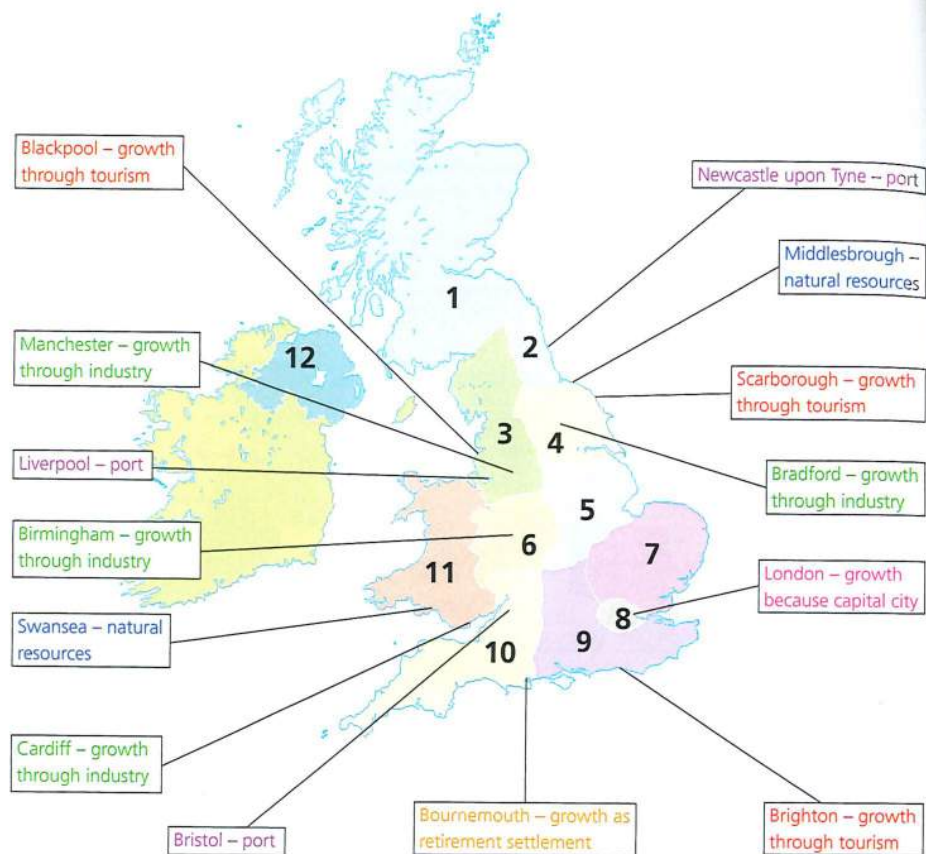 Blackpool – growth
through tourism
Newcastle upon Tyne – port
Middlesbrough –
natural resources
1
Manchester – growth
through industry
12
2
Scarborough – growth
through tourism
3
4
Liverpool – port
Bradford – growth
through industry
5
Birmingham – growth
through industry
6
7
11
London – growth
because capital city
8
Swansea – natural
resources
9
10
Cardiff – growth
through industry
Bristol – port
Bournemouth – growth as
retirement settlement
Brighton – growth
through tourism